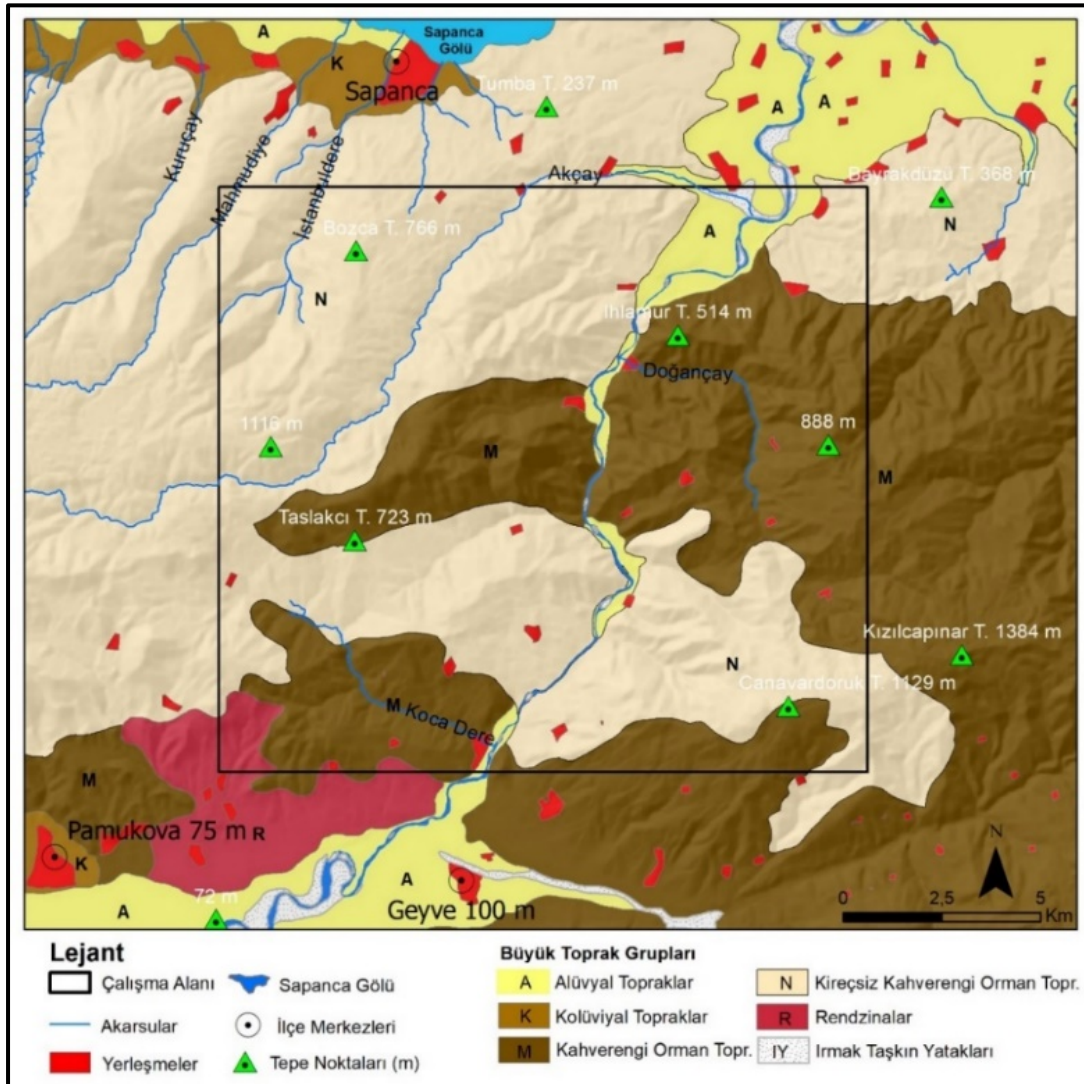 A
Sapanca
Gölü
K
Sapanca
Tumba T. 237 m
A
A
Kuruçay
Mahmudiye
İstanbuldere
Akçay
Bayrakdüzü T. 368 m
N
A
Bozca T. 766 m
N
Ihlamur T. 514 m
Doğançay
1116 m
888 m
M
M
Taslakcı T. 723 m
Kızılcapınar T. 1384 m
N
Canavardoruk T. 1129 m
M Koca Dere
M
Pamukova 75 m R
K
N
A
72 m
A
Geyve 100 m
0 2,5 5
Km
Lejant
Çalışma Alanı
Sapanca Gölü
Akarsular
İlçe Merkezleri
Yerleşmeler
Tepe Noktaları (m)
Büyük Toprak Grupları
A Alüvyal Topraklar
N Kireçsiz Kahverengi Orman Topr.
K Kolüviyal Topraklar
R Rendzinalar
M Kahverengi Orman Topr.
IY Irmak Taşkın Yatakları